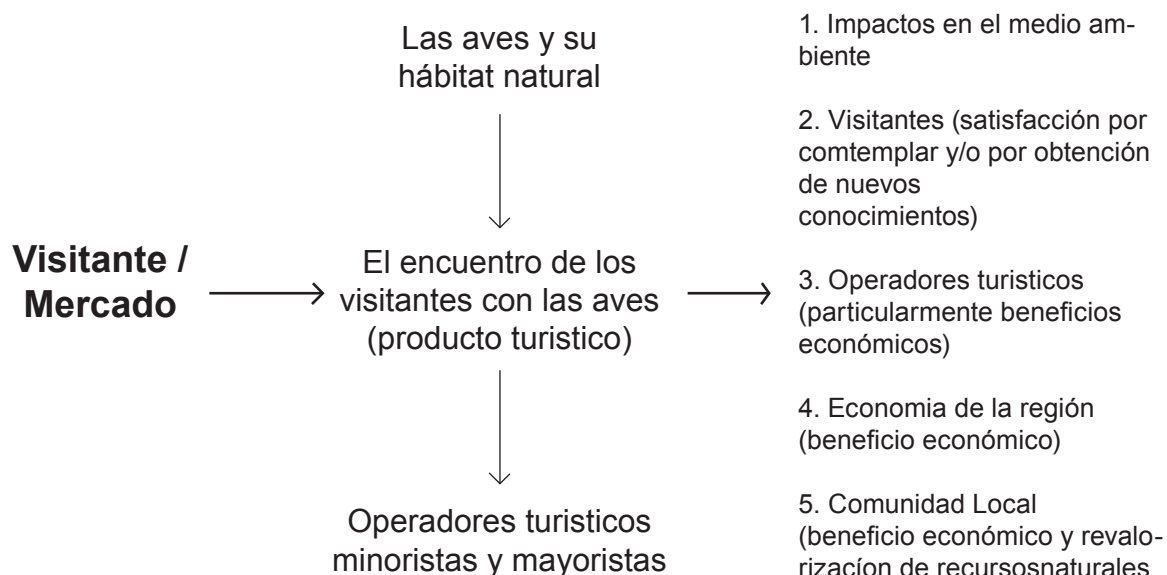 Las aves y su
hábitat natural
Visitante /
Mercado
El encuentro de los
visitantes con las aves
(producto turistico)
Operadores turisticos
minoristas y mayoristas
1. Impactos en el medio am-
biente
2. Visitantes (satisfacción por
comtemplar y/o por obtención
de nuevos
conocimientos)
3. Operadores turisticos
(particularmente beneficios
económicos)
4. Economia de la región
(beneficio económico)
5. Comunidad Local
(beneficio económico y revalo-
rizacíon de recursosnaturales